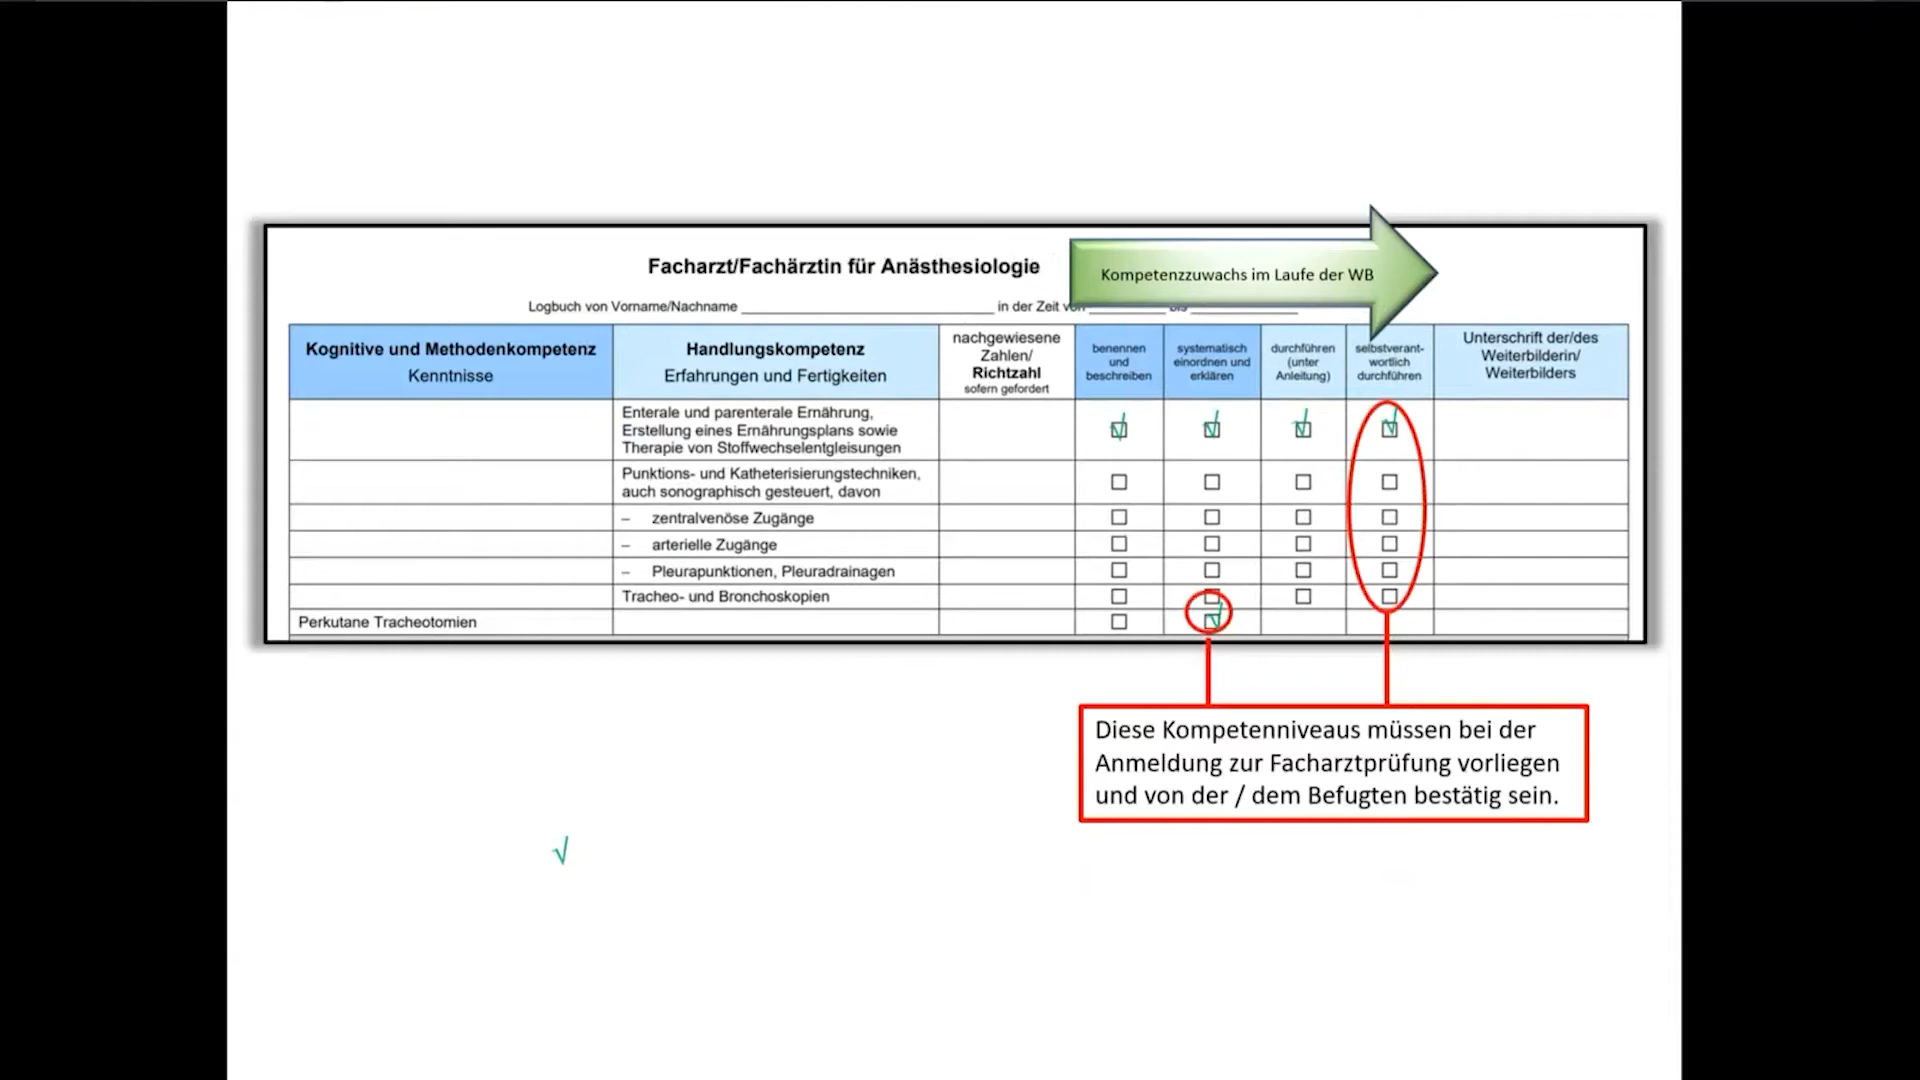 Facharzt/Fachärztin für Anästhesiologie
Kompetenzzuwachs im Laufe der WB
Logbuch von Vorname/Nachname ______ in der Zeit von ______ bis ______
Kognitive und Methodenkompetenz
Kenntnisse
Handlungskompetenz
Erfahrungen und Fertigkeiten
nachgewiesene
Zahlen/
Richtzahl
sofern gefordert
benennen
und
beschreiben
systematisch
einordnen und
erklären
durchführen
(unter
Anleitung)
selbstverant-
wortlich
durchführen
Unterschrift der/des
Weiterbilderin/
Weiterbilders
Enterale und parenterale Ernährung,
Erstellung eines Ernährungsplans sowie
Therapie von Stoffwechselentgleisungen
Punktions- und Katheterisierungstechniken,
auch sonographisch gesteuert, davon
– zentralvenöse Zugänge
– arterielle Zugänge
– Pleurapunktionen, Pleuradrainagen
Tracheo- und Bronchoskopien
Perkutane Tracheotomien
Diese Kompetenniveaus müssen bei der
Anmeldung zur Facharztprüfung vorliegen
und von der / dem Befugten bestätig sein.
√